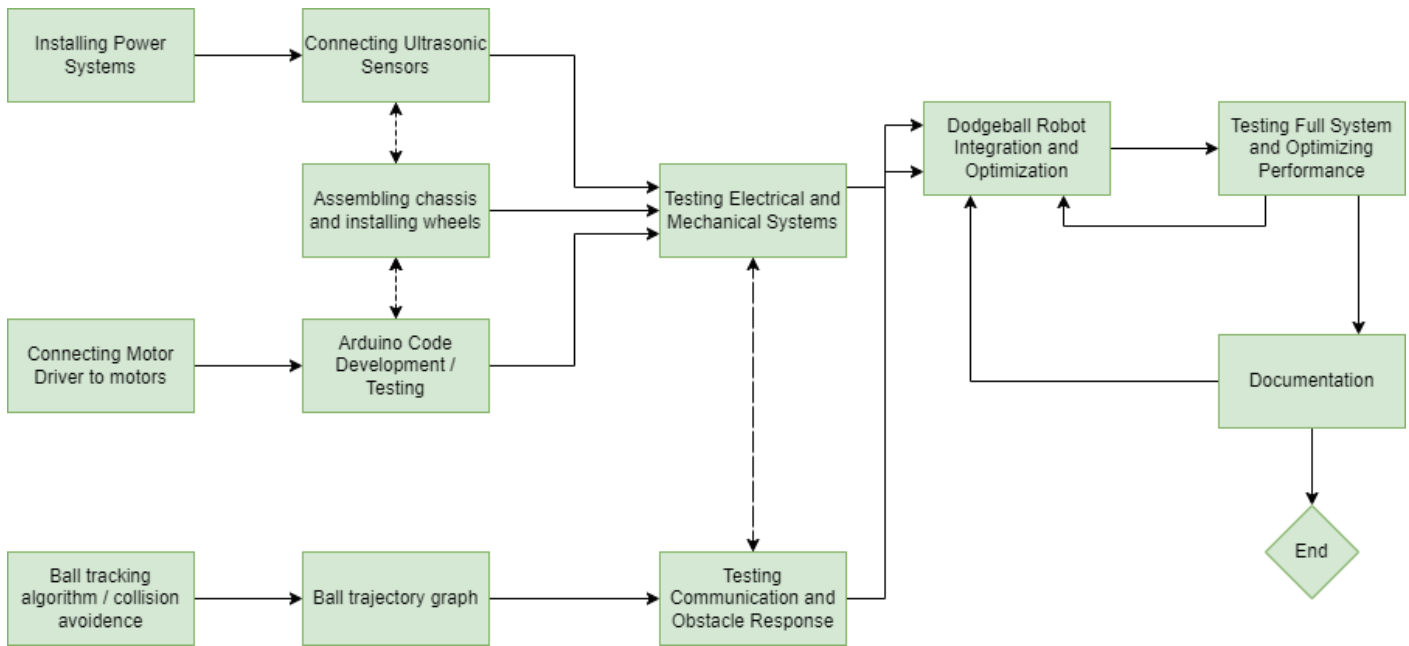 Installing Power
Systems
Connecting Ultrasonic
Sensors
Assembling chassis
and installing wheels
Connecting Motor
Driver to motors
Arduino Code
Development /
Testing
Testing Electrical and
Mechanical Systems
Ball tracking
algorithm / collision
avoidence
Ball trajectory graph
Testing
Communication and
Obstacle Response
Dodgeball Robot
Integration and
Optimization
Testing Full System
and Optimizing
Performance
Documentation
End